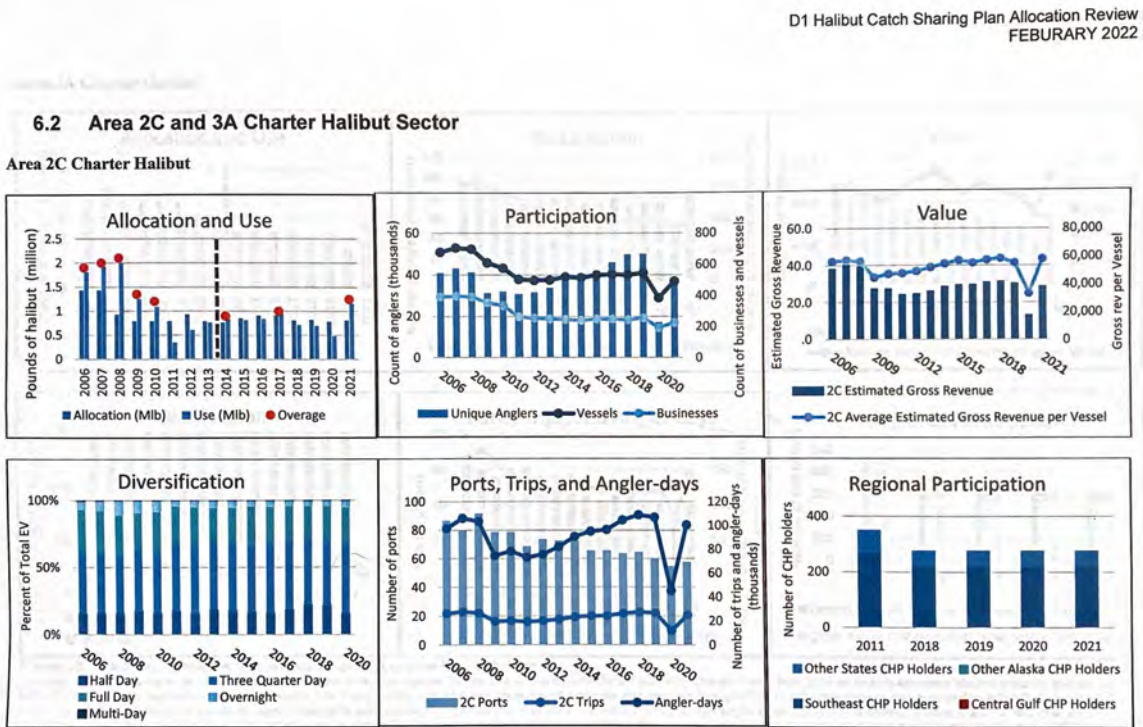 D1 Halibut Catch Sharing Plan Allocation Review
FEBURARY 2022
6.2 Area 2C and 3A Charter Halibut Sector
Area 2C Charter Halibut
Allocation and Use
Pounds of halibut (million)
2.5
2
1.5
1
0.5
0
2006 2007 2008 2009 2010 2011 2012 2013 2014 2015 2016 2017 2018 2019 2020 2021
Allocation (Mlb) Use (Mlb) Overage
Participation
Count of anglers (thousands)
60
40
20
0
800
600
400
200
0
Count of businesses and vessels
2006 2008 2010 2012 2014 2016 2018 2020
Unique Anglers Vessels Businesses
Value
Estimated Gross Revenue
60.0
40.0
20.0
.0
80,000
60,000
40,000
20,000
0
Gross rev per Vessel
2006 2009 2012 2015 2018 2021
2C Estimated Gross Revenue
2C Average Estimated Gross Revenue per Vessel
Diversification
Percent of Total EV
100%
50%
0%
2006 2008 2010 2012 2014 2016 2018 2020
Half Day Three Quarter Day
Full Day Overnight
Multi-Day
Ports, Trips, and Angler-days
Number of ports
100
80
60
40
20
0
120
100
80
60
40
20
0
Number of trips and angler-days
(thousands)
2006 2008 2010 2012 2014 2016 2018 2020
2C Ports 2C Trips Angler-days
Regional Participation
Number of CHP holders
400
200
0
2011 2018 2019 2020 2021
Other States CHP Holders Other Alaska CHP Holders
Southeast CHP Holders Central Gulf CHP Holders